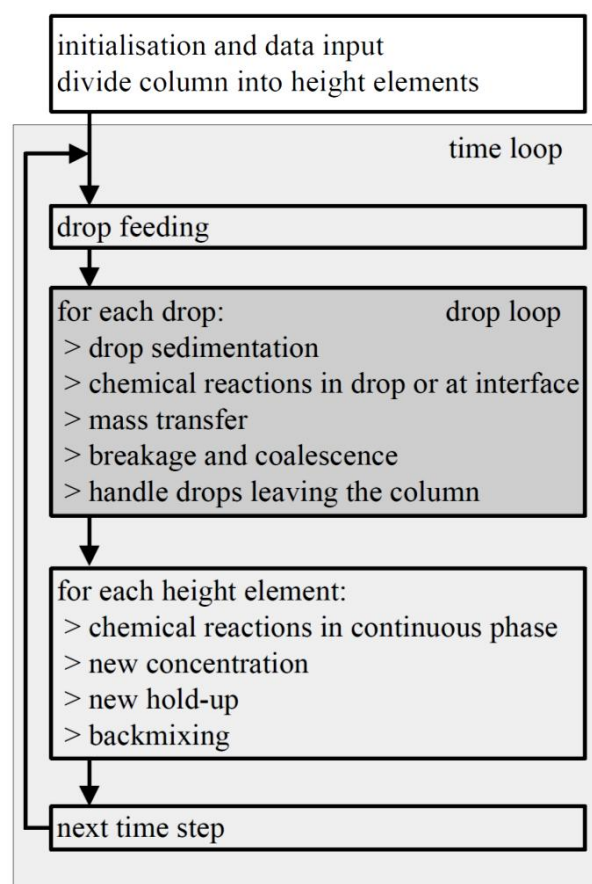 initialisation and data input
divide column into height elements
time loop
drop feeding
for each drop: drop loop
> drop sedimentation
> chemical reactions in drop or at interface
> mass transfer
> breakage and coalescence
> handle drops leaving the column
for each height element:
> chemical reactions in continuous phase
> new concentration
> new hold-up
> backmixing
next time step